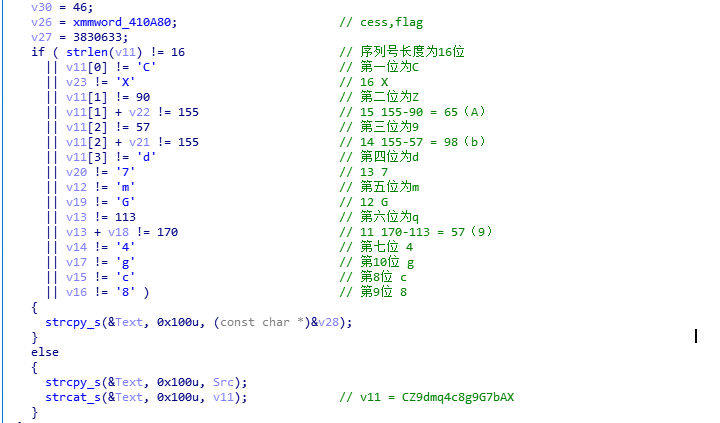 v30 = 46;
v26 = xmmword_410A80; // cess,flag
v27 = 3830633;
if ( strlen(v11) != 16 // 序列号长度为16位
|| v11[0] != 'C' // 第一位为C
|| v23 != 'X' // 16 X
|| v11[1] != 90 // 第二位为Z
|| v11[1] + v22 != 155 // 15 155-90 = 65（A）
|| v11[2] != 57 // 第三位为9
|| v11[2] + v21 != 155 // 14 155-57 = 98（b）
|| v11[3] != 'd' // 第四位为d
|| v20 != '7' // 13 7
|| v12 != 'm' // 第五位为m
|| v19 != 'G' // 12 G
|| v13 != 113 // 第六位为q
|| v13 + v18 != 170 // 11 170-113 = 57（9）
|| v14 != '4' // 第七位 4
|| v17 != 'g' // 第10位 g
|| v15 != 'c' // 第8位 c
|| v16 != '8' ) // 第9位 8
{
strcpy_s(&Text, 0x100u, (const char *)&v28);
}
else
{
strcpy_s(&Text, 0x100u, Src);
strcat_s(&Text, 0x100u, v11); // v11 = CZ9dmq4c8g9G7bAX
}